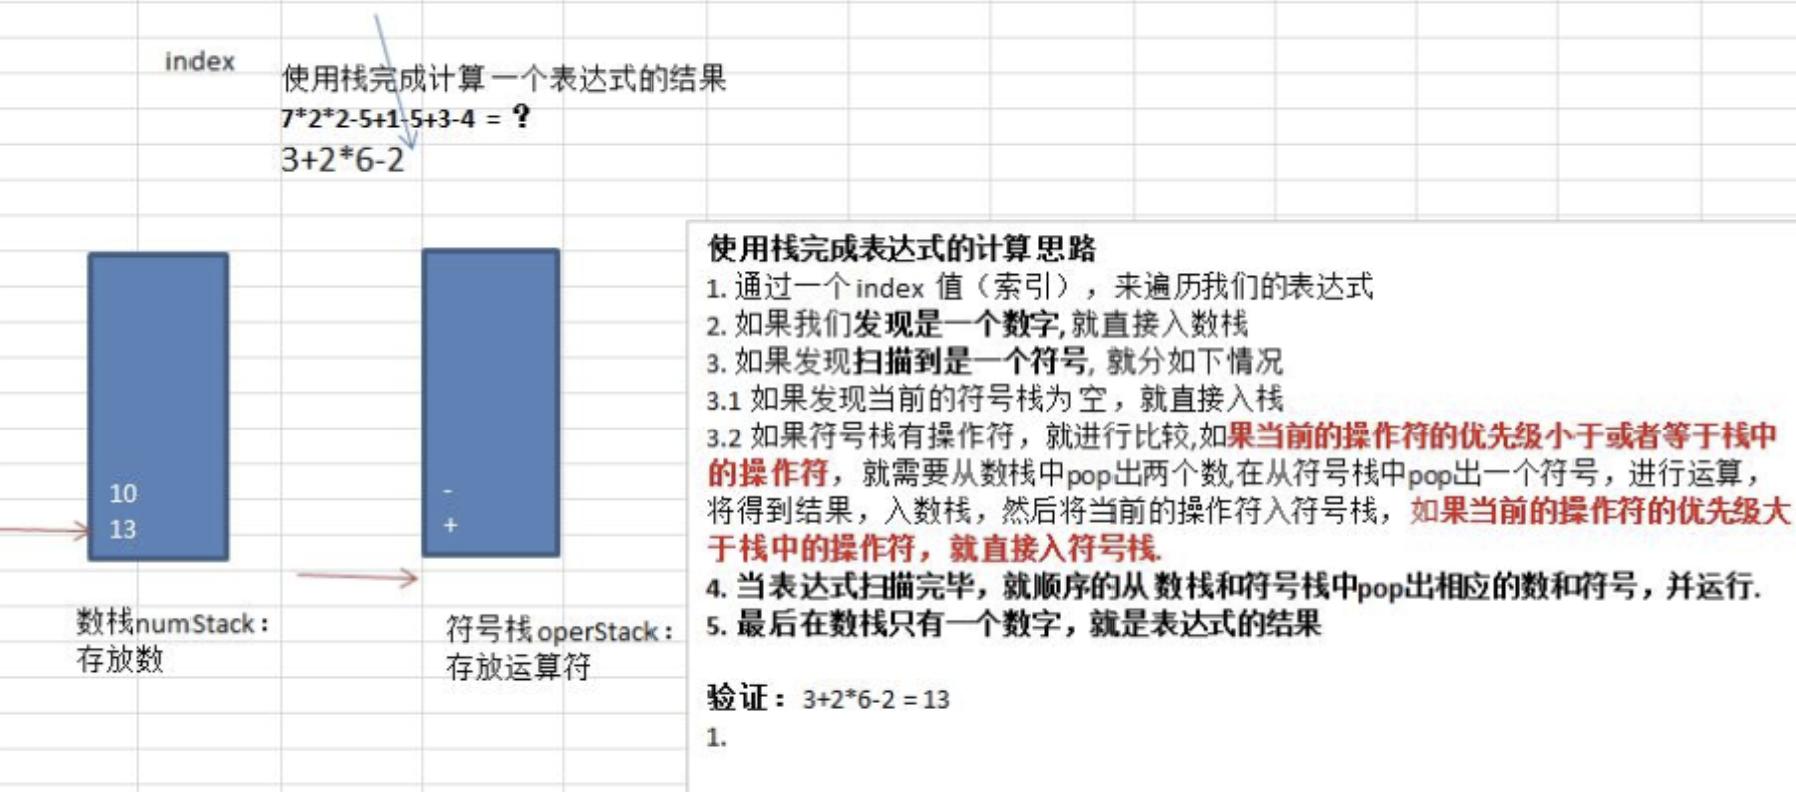 index
使用栈完成计算一个表达式的结果
7*2*2-5+1-5+3-4 = ?
3+2*6-2
10
13
-
+
数栈numStack：
存放数
符号栈operStack：
存放运算符
使用栈完成表达式的计算思路
1. 通过一个 index 值（索引），来遍历我们的表达式
2. 如果我们发现是一个数字,就直接入数栈
3. 如果发现扫描到是一个符号, 就分如下情况
3.1 如果发现当前的符号栈为 空，就直接入栈
3.2 如果符号栈有操作符，就进行比较,如果当前的操作符的优先级小于或者等于栈中
的操作符，就需要从数栈中pop出两个数,在从符号栈中pop出一个符号，进行运算，
将得到结果，入数栈，然后将当前的操作符入符号栈，如果当前的操作符的优先级大
于栈中的操作符，就直接入符号栈.
4. 当表达式扫描完毕，就顺序的从 数栈和符号栈中pop出相应的数和符号，并运行.
5. 最后在数栈只有一个数字，就是表达式的结果
验证：3+2*6-2 = 13
1.